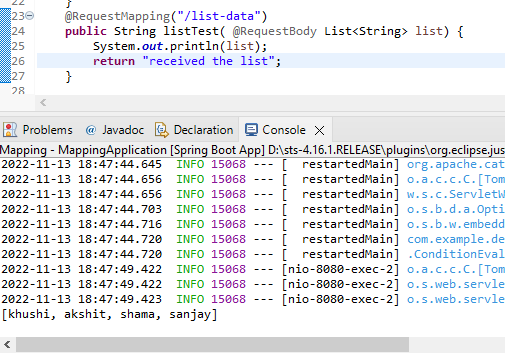 22 }
23 @RequestMapping("/list-data")
24 public String listTest( @RequestBody List<String> list) {
25 System.out.println(list);
26 return "received the list";
27 }
28
Problems @ Javadoc Declaration Console
Mapping - MappingApplication [Spring Boot App] D:\sts-4.16.1.RELEASE\plugins\org.eclipse.jus
2022-11-13 18:47:44.645 INFO 15068 --- [ restartedMain] org.apache.cat
2022-11-13 18:47:44.656 INFO 15068 --- [ restartedMain] o.a.c.c.C.[Tom
2022-11-13 18:47:44.656 INFO 15068 --- [ restartedMain] w.s.c.ServletW
2022-11-13 18:47:44.703 INFO 15068 --- [ restartedMain] o.s.b.d.a.Opti
2022-11-13 18:47:44.716 INFO 15068 --- [ restartedMain] o.s.b.w.embedd
2022-11-13 18:47:44.720 INFO 15068 --- [ restartedMain] com.example.de
2022-11-13 18:47:44.720 INFO 15068 --- [ restartedMain] .ConditionEval
2022-11-13 18:47:49.422 INFO 15068 --- [nio-8080-exec-2] o.a.c.c.C.[Tom
2022-11-13 18:47:49.422 INFO 15068 --- [nio-8080-exec-2] o.s.web.servle
2022-11-13 18:47:49.423 INFO 15068 --- [nio-8080-exec-2] o.s.web.servle
[khushi, akshit, shama, sanjay]